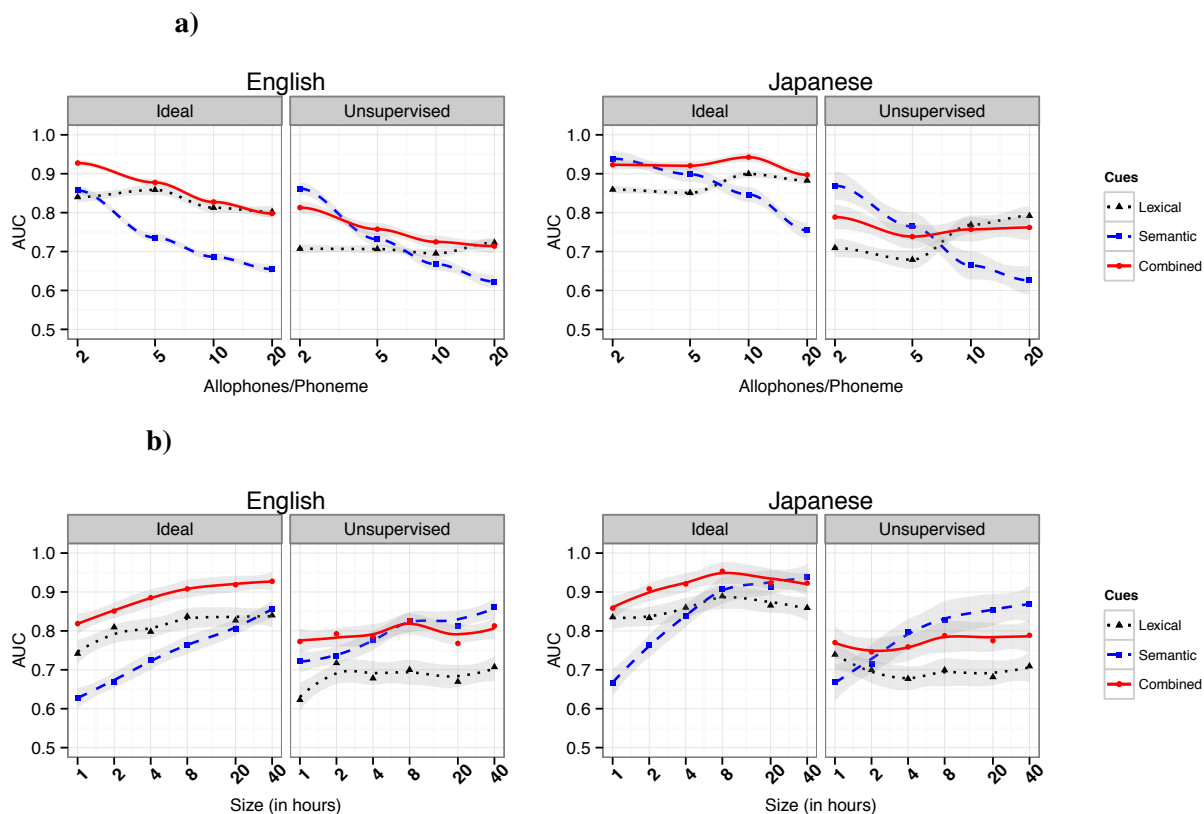 a)
English
Japanese
Ideal
Unsupervised
Ideal
Unsupervised
AUC
1.0
0.9
0.8
0.7
0.6
0.5
2
5
10
20
2
5
10
20
Allophones/Phoneme
AUC
1.0
0.9
0.8
0.7
0.6
0.5
2
5
10
20
2
5
10
20
Allophones/Phoneme
Cues
Lexical
Semantic
Combined
b)
English
Japanese
Ideal
Unsupervised
Ideal
Unsupervised
AUC
1.0
0.9
0.8
0.7
0.6
0.5
1
2
4
8
20
40
1
2
4
8
20
40
Size (in hours)
AUC
1.0
0.9
0.8
0.7
0.6
0.5
1
2
4
8
20
40
1
2
4
8
20
40
Size (in hours)
Cues
Lexical
Semantic
Combined